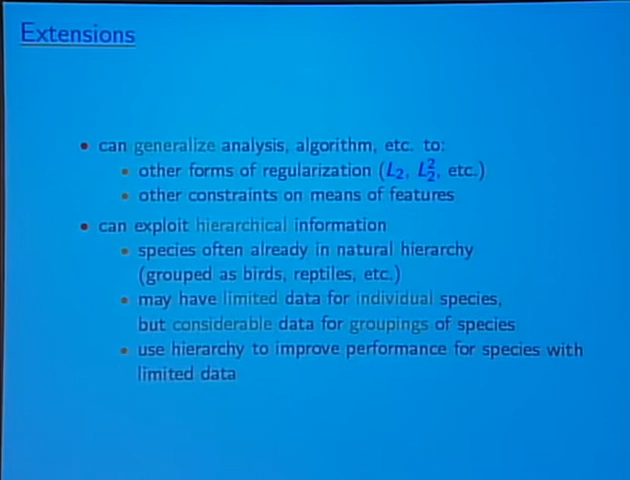 Extensions
• can generalize analysis, algorithm, etc. to:
• other forms of regularization (L₂, L₂², etc.)
• other constraints on means of features
• can exploit hierarchical information
• species often already in natural hierarchy
(grouped as birds, reptiles, etc.)
• may have limited data for individual species,
but considerable data for groupings of species
• use hierarchy to improve performance for species with
limited data